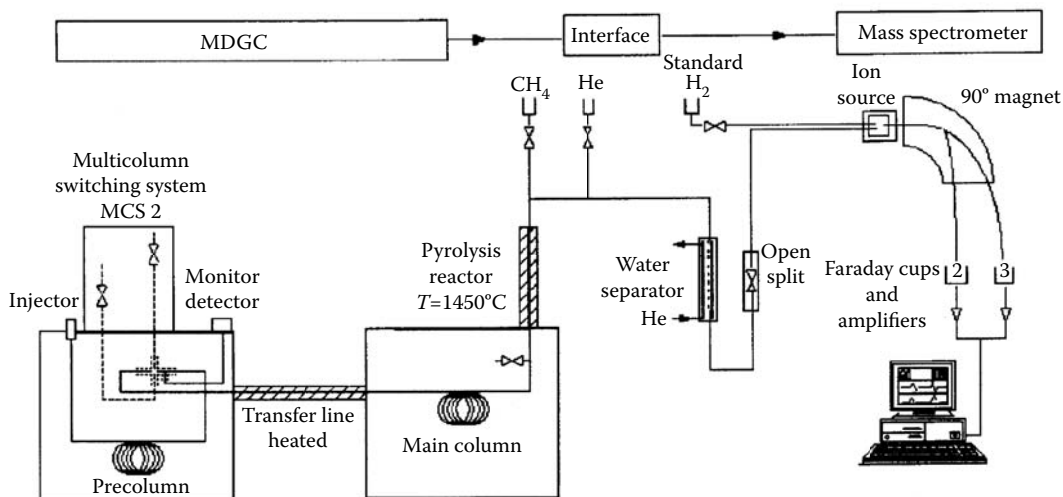 MDGC
Interface
Mass spectrometer
CH₄
He
Standard
H₂
Ion
source
90° magnet
Multicolumn
switching system
MCS 2
Injector
Monitor
detector
Pyrolysis
reactor
T=1450°C
Water
separator
He
Open
split
Faraday cups
and
amplifiers
2
3
Transfer line
heated
Main column
Precolumn